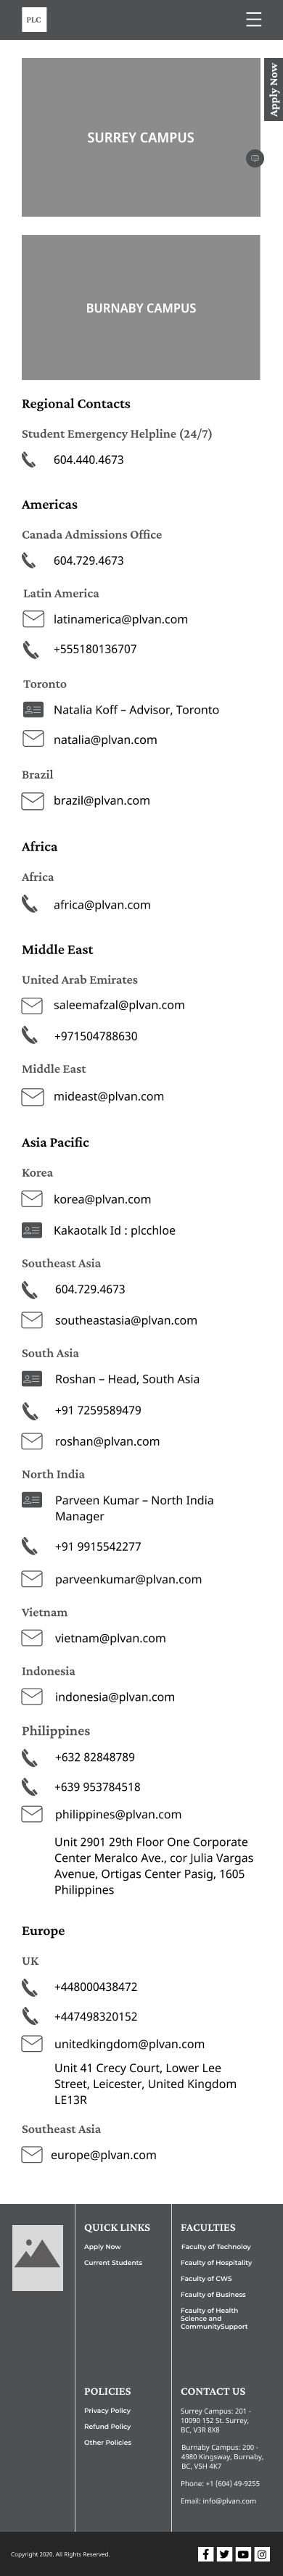 PLC
Apply Now
SURREY CAMPUS
BURNABY CAMPUS
Regional Contacts
Student Emergency Helpline (24/7)
604.440.4673
Americas
Canada Admissions Office
604.729.4673
Latin America
latinamerica@plvan.com
+555180136707
Toronto
Natalia Koff – Advisor, Toronto
natalia@plvan.com
Brazil
brazil@plvan.com
Africa
Africa
africa@plvan.com
Middle East
United Arab Emirates
saleemafzal@plvan.com
+971504788630
Middle East
mideast@plvan.com
Asia Pacific
Korea
korea@plvan.com
Kakaotalk Id : plcchloe
Southeast Asia
604.729.4673
southeastasia@plvan.com
South Asia
Roshan – Head, South Asia
+91 7259589479
roshan@plvan.com
North India
Parveen Kumar – North India
Manager
+91 9915542277
parveenkumar@plvan.com
Vietnam
vietnam@plvan.com
Indonesia
indonesia@plvan.com
Philippines
+632 82848789
+639 953784518
philippines@plvan.com
Unit 2901 29th Floor One Corporate
Center Meralco Ave., cor Julia Vargas
Avenue, Ortigas Center Pasig, 1605
Philippines
Europe
UK
+448000438472
+447498320152
unitedkingdom@plvan.com
Unit 41 Crecy Court, Lower Lee
Street, Leicester, United Kingdom
LE13R
Southeast Asia
europe@plvan.com
QUICK LINKS
Apply Now
Current Students
FACULTIES
Faculty of Technoloy
Fcaulty of Hospitality
Faculty of CWS
Fcaulty of Business
Fcaulty of Health
Science and
CommunitySupport
POLICIES
Privacy Policy
Refund Policy
Other Policies
CONTACT US
Surrey Campus: 201 -
10090 152 St. Surrey,
BC, V3R 8X8
Burnaby Campus: 200 -
4980 Kingsway, Burnaby,
BC, V5H 4K7
Phone: +1 (604) 49-9255
Email: info@plvan.com
Copyright 2020. All Rights Reserved.